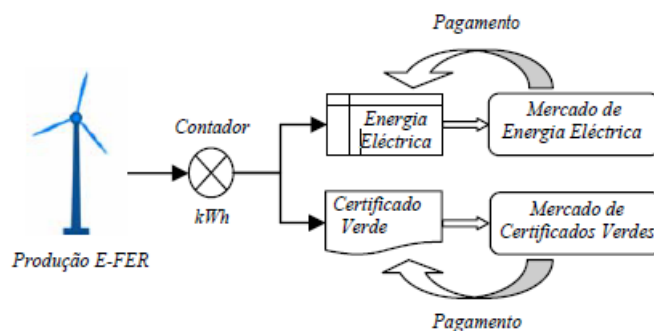 Pagamento
Contador
kWh
Produção E-FER
Energia
Eléctrica
Mercado de
Energia Eléctrica
Certificado
Verde
Mercado de
Certificados Verdes
Pagamento